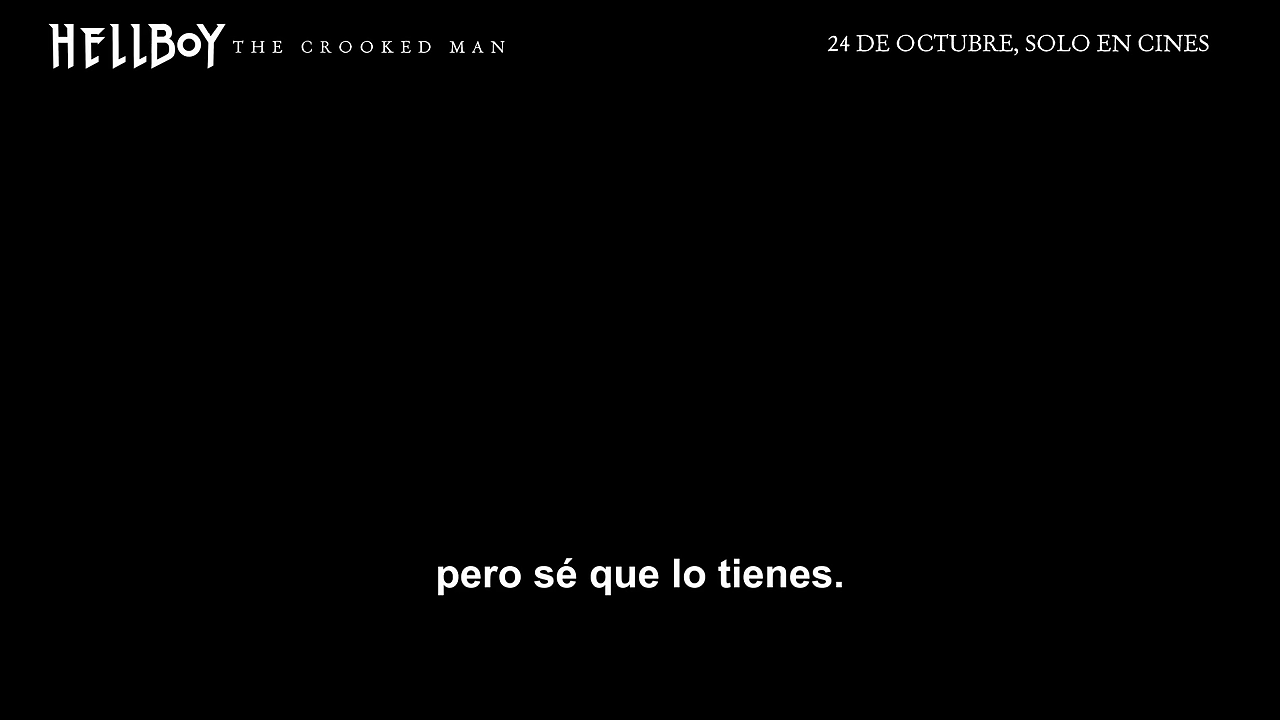 HELLBOY THE CROOKED MAN
24 DE OCTUBRE, SOLO EN CINES
pero sé que lo tienes.